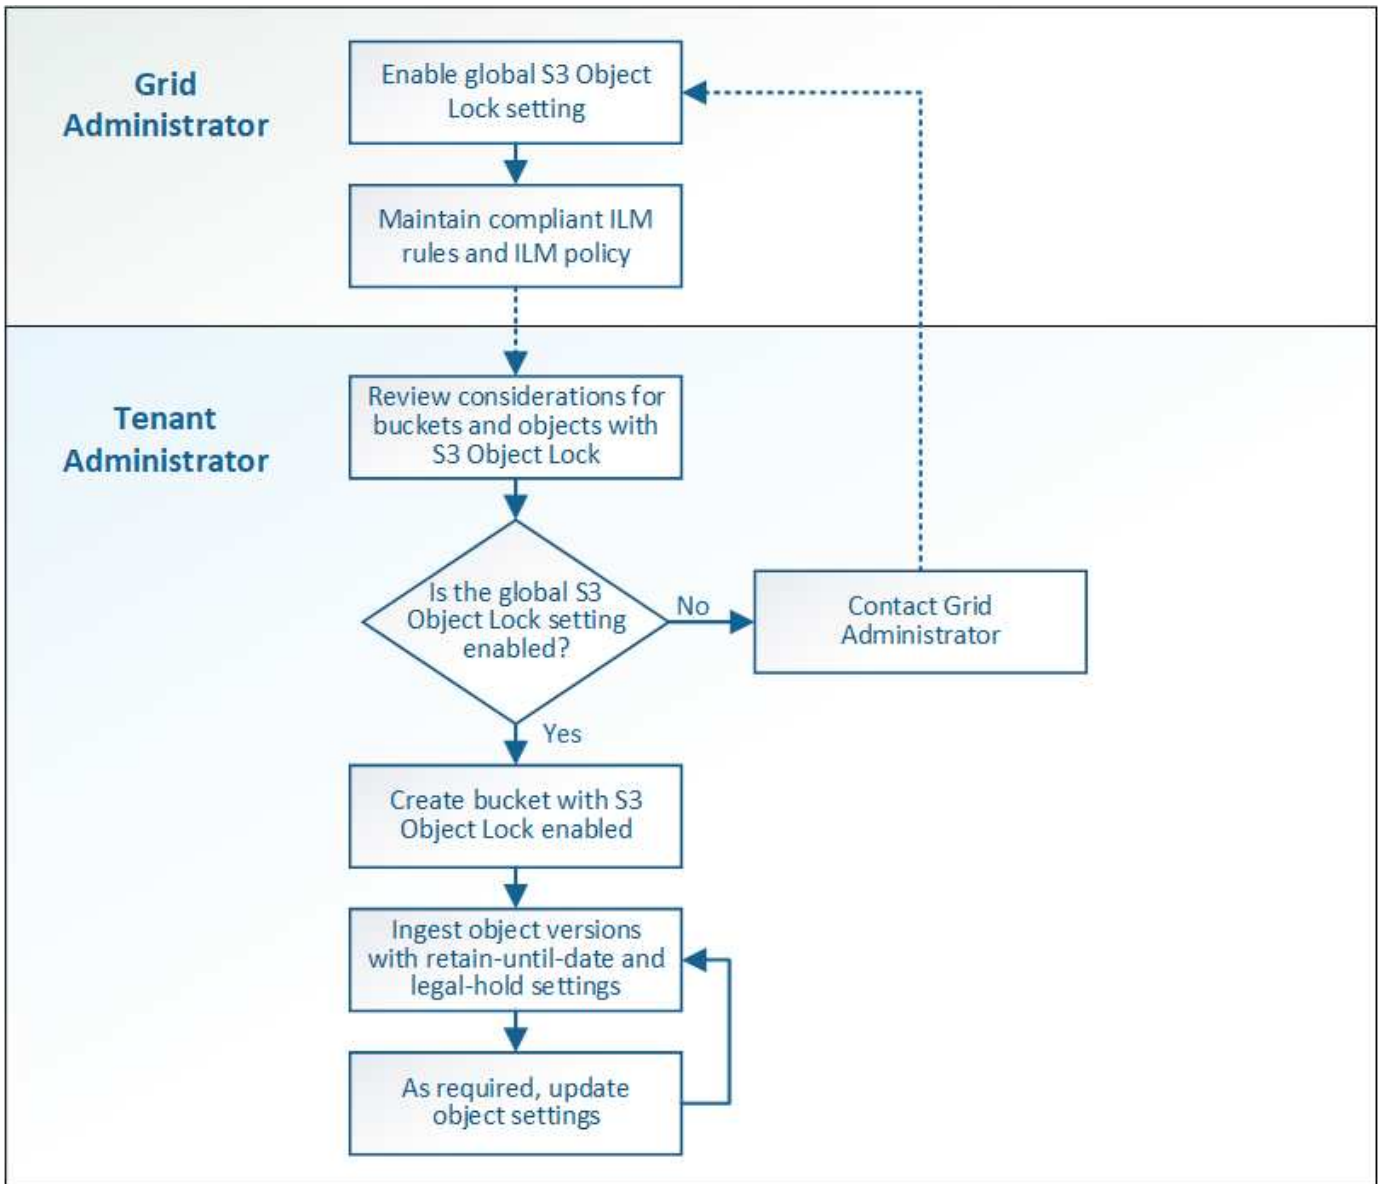 Grid
Administrator
Enable global S3 Object
Lock setting
Maintain compliant ILM
rules and ILM policy
Tenant
Administrator
Review considerations for
buckets and objects with
S3 Object Lock
Is the global S3
Object Lock setting
enabled?
No
Contact Grid
Administrator
Yes
Create bucket with S3
Object Lock enabled
Ingest object versions
with retain-until-date and
legal-hold settings
As required, update
object settings